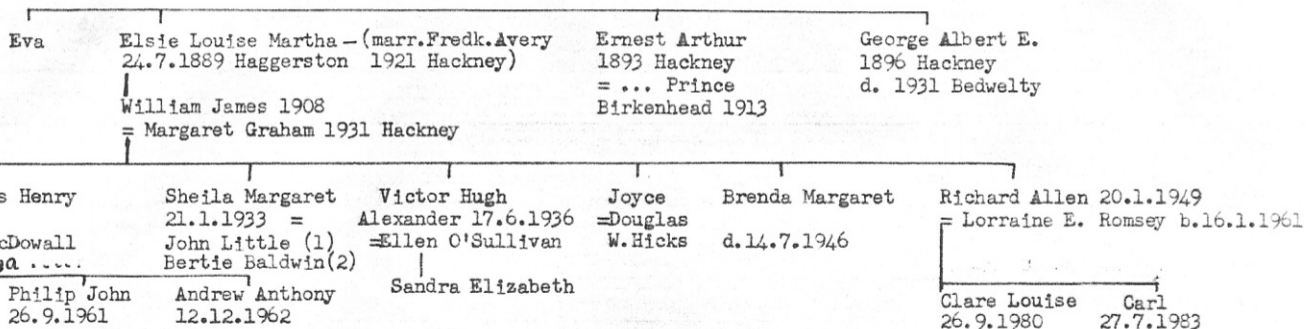 Eva Elsie Louise Martha - (marr.Fredk.Avery Ernest Arthur George Albert E.
24.7.1889 Haggerston 1921 Hackney) 1893 Hackney 1896 Hackney
= ... Prince d. 1931 Bedwelty
William James 1908 Birkenhead 1913
= Margaret Graham 1931 Hackney
s Henry Sheila Margaret Victor Hugh Joyce Brenda Margaret Richard Allen 20.1.1949
21.1.1933 = Alexander 17.6.1936 =Douglas = Lorraine E. Romsey b.16.1.1961
cDowall John Little (1) =Ellen O'Sullivan W.Hicks d.14.7.1946
ga ..... Bertie Baldwin(2)
Sandra Elizabeth
Philip John Andrew Anthony Clare Louise Carl
26.9.1961 12.12.1962 26.9.1980 27.7.1983